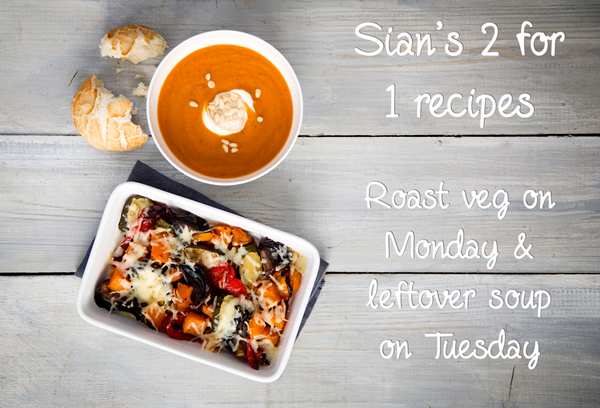 Sian's 2 for
1 recipes
Roast veg on
Monday &
leftover soup
on Tuesday